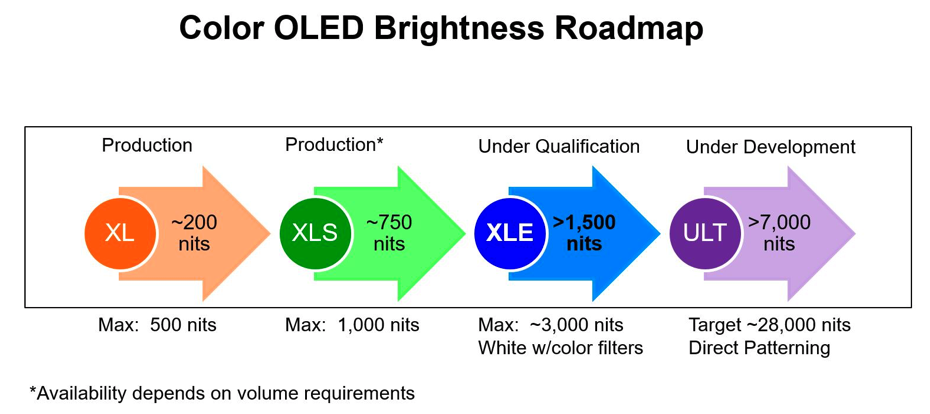 Color OLED Brightness Roadmap
Production
Production*
Under Qualification
Under Development
XL
~200
nits
XLS
~750
nits
XLE
>1,500
nits
ULT
>7,000
nits
Max:  500 nits
Max:  1,000 nits
Max:  ~3,000 nits
White w/color filters
Target ~28,000 nits
Direct Patterning
*Availability depends on volume requirements